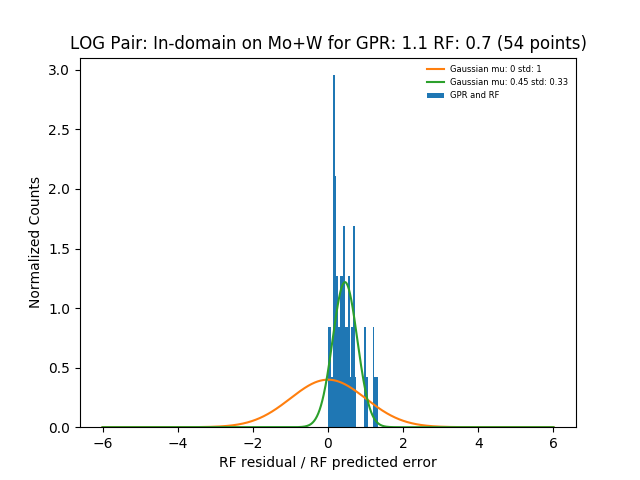 LOG Pair: In-domain on Mo+W for GPR: 1.1 RF: 0.7 (54 points)
Gaussian mu: 0 std: 1
Gaussian mu: 0.45 std: 0.33
GPR and RF
Normalized Counts
3.0
2.5
2.0
1.5
1.0
0.5
0.0
−6 −4 −2 0 2 4 6
RF residual / RF predicted error